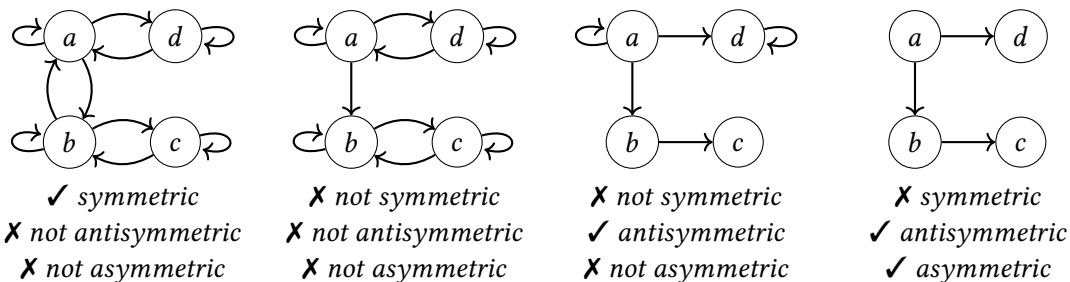 a d a d a d a d
b c b c b c b c
✓ symmetric ✗ not symmetric ✗ not symmetric ✗ symmetric
✗ not antisymmetric ✗ not antisymmetric ✓ antisymmetric ✓ antisymmetric
✗ not asymmetric ✗ not asymmetric ✗ not asymmetric ✓ asymmetric